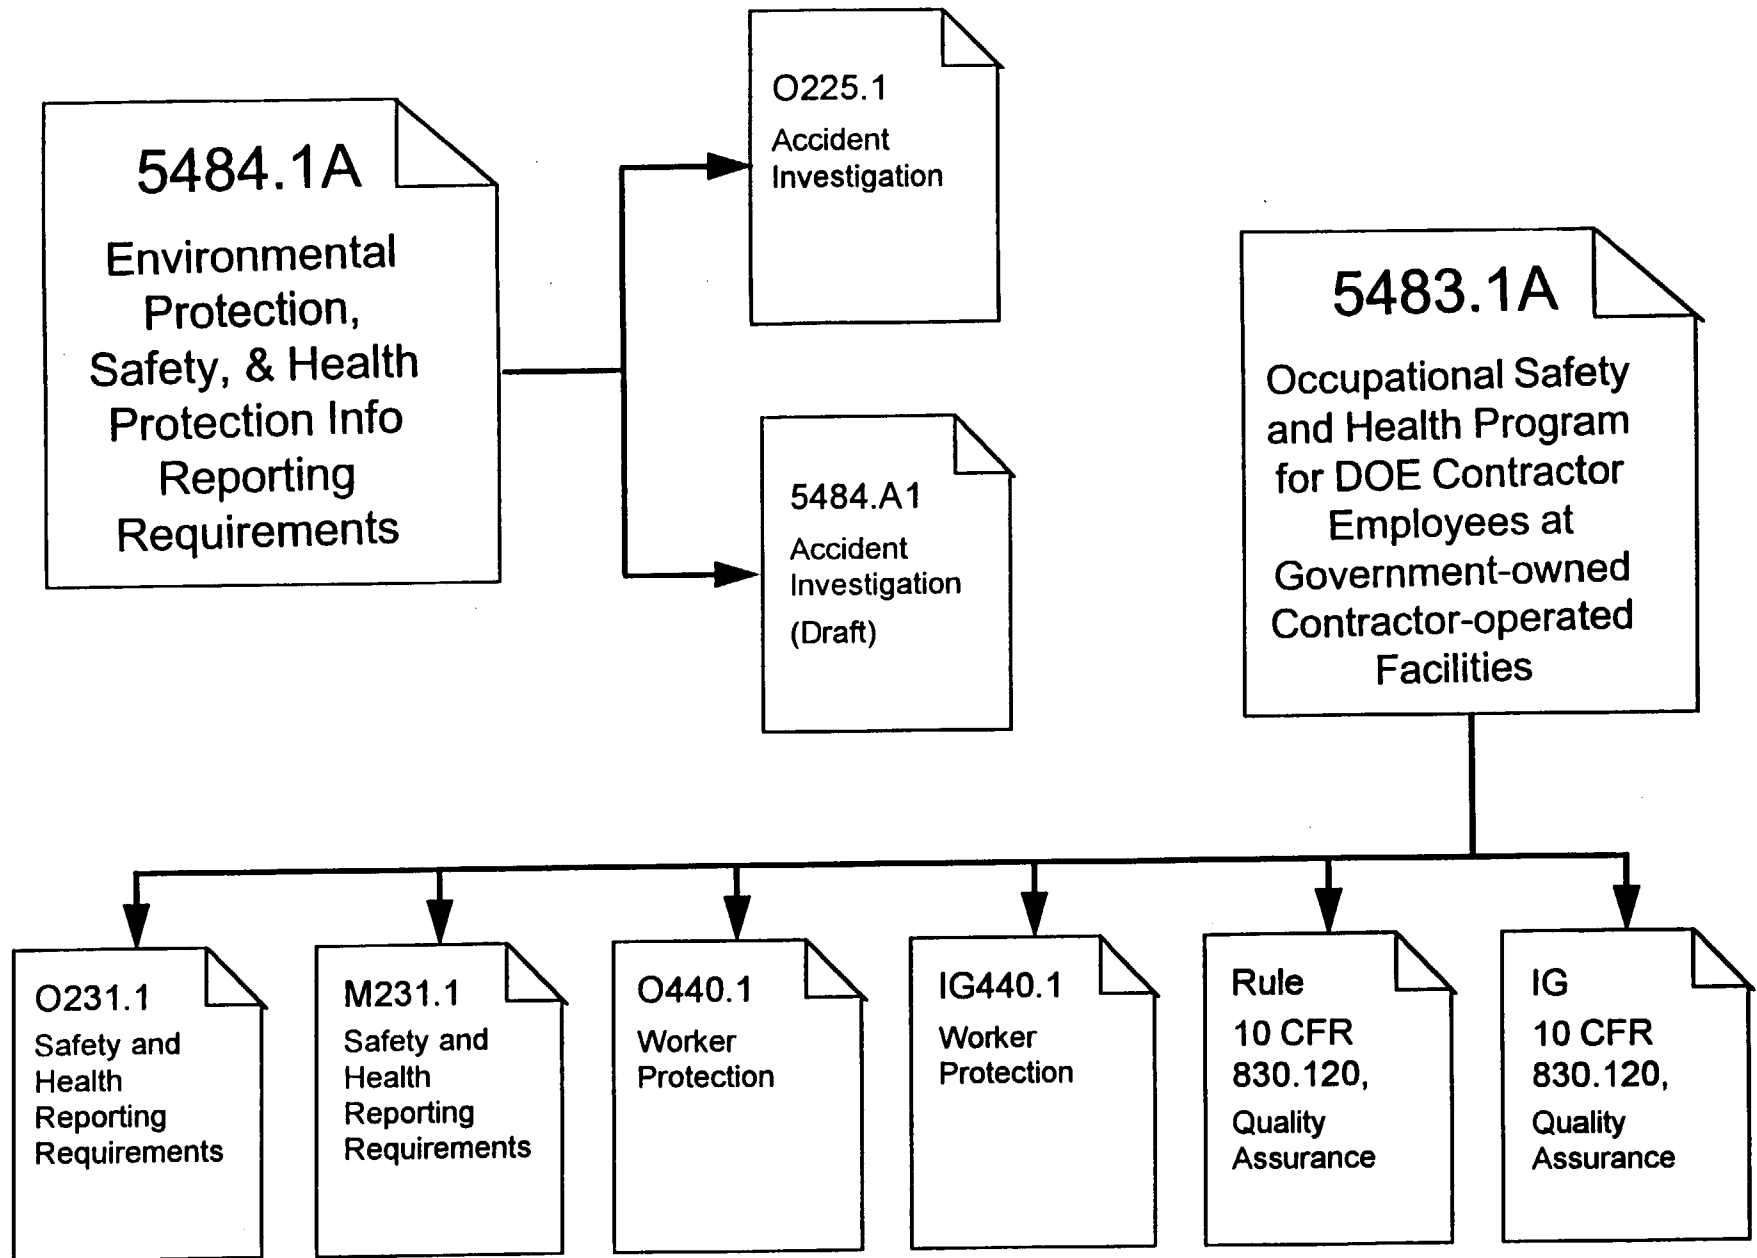 5484.1A
Environmental
Protection,
Safety, & Health
Protection Info
Reporting
Requirements
O225.1
Accident
Investigation
5484.A1
Accident
Investigation
(Draft)
5483.1A
Occupational Safety
and Health Program
for DOE Contractor
Employees at
Government-owned
Contractor-operated
Facilities
O231.1
Safety and
Health
Reporting
Requirements
M231.1
Safety and
Health
Reporting
Requirements
O440.1
Worker
Protection
IG440.1
Worker
Protection
Rule
10 CFR
830.120,
Quality
Assurance
IG
10 CFR
830.120,
Quality
Assurance